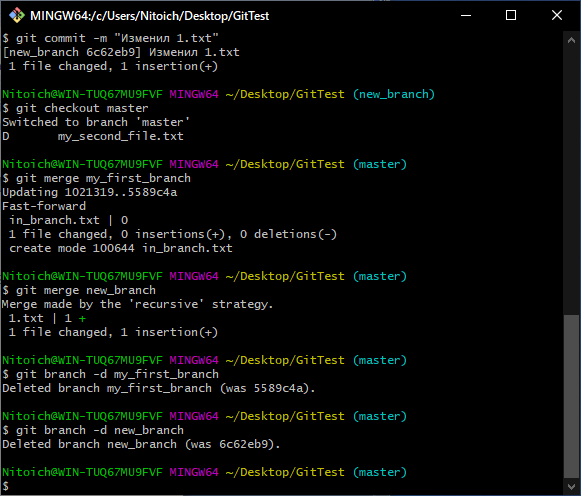 MINGW64:/c/Users/Nitoich/Desktop/GitTest
$ git commit -m "Изменил 1.txt"
[new_branch 6c62eb9] Изменил 1.txt
 1 file changed, 1 insertion(+)

Nitoich@WIN-TUQ67MU9FVF MINGW64 ~/Desktop/GitTest (new_branch)
$ git checkout master
Switched to branch 'master'
D       my_second_file.txt

Nitoich@WIN-TUQ67MU9FVF MINGW64 ~/Desktop/GitTest (master)
$ git merge my_first_branch
Updating 1021319..5589c4a
Fast-forward
 in_branch.txt | 0
 1 file changed, 0 insertions(+), 0 deletions(-)
 create mode 100644 in_branch.txt

Nitoich@WIN-TUQ67MU9FVF MINGW64 ~/Desktop/GitTest (master)
$ git merge new_branch
Merge made by the 'recursive' strategy.
 1.txt | 1 +
 1 file changed, 1 insertion(+)

Nitoich@WIN-TUQ67MU9FVF MINGW64 ~/Desktop/GitTest (master)
$ git branch -d my_first_branch
Deleted branch my_first_branch (was 5589c4a).

Nitoich@WIN-TUQ67MU9FVF MINGW64 ~/Desktop/GitTest (master)
$ git branch -d new_branch
Deleted branch new_branch (was 6c62eb9).

Nitoich@WIN-TUQ67MU9FVF MINGW64 ~/Desktop/GitTest (master)
$